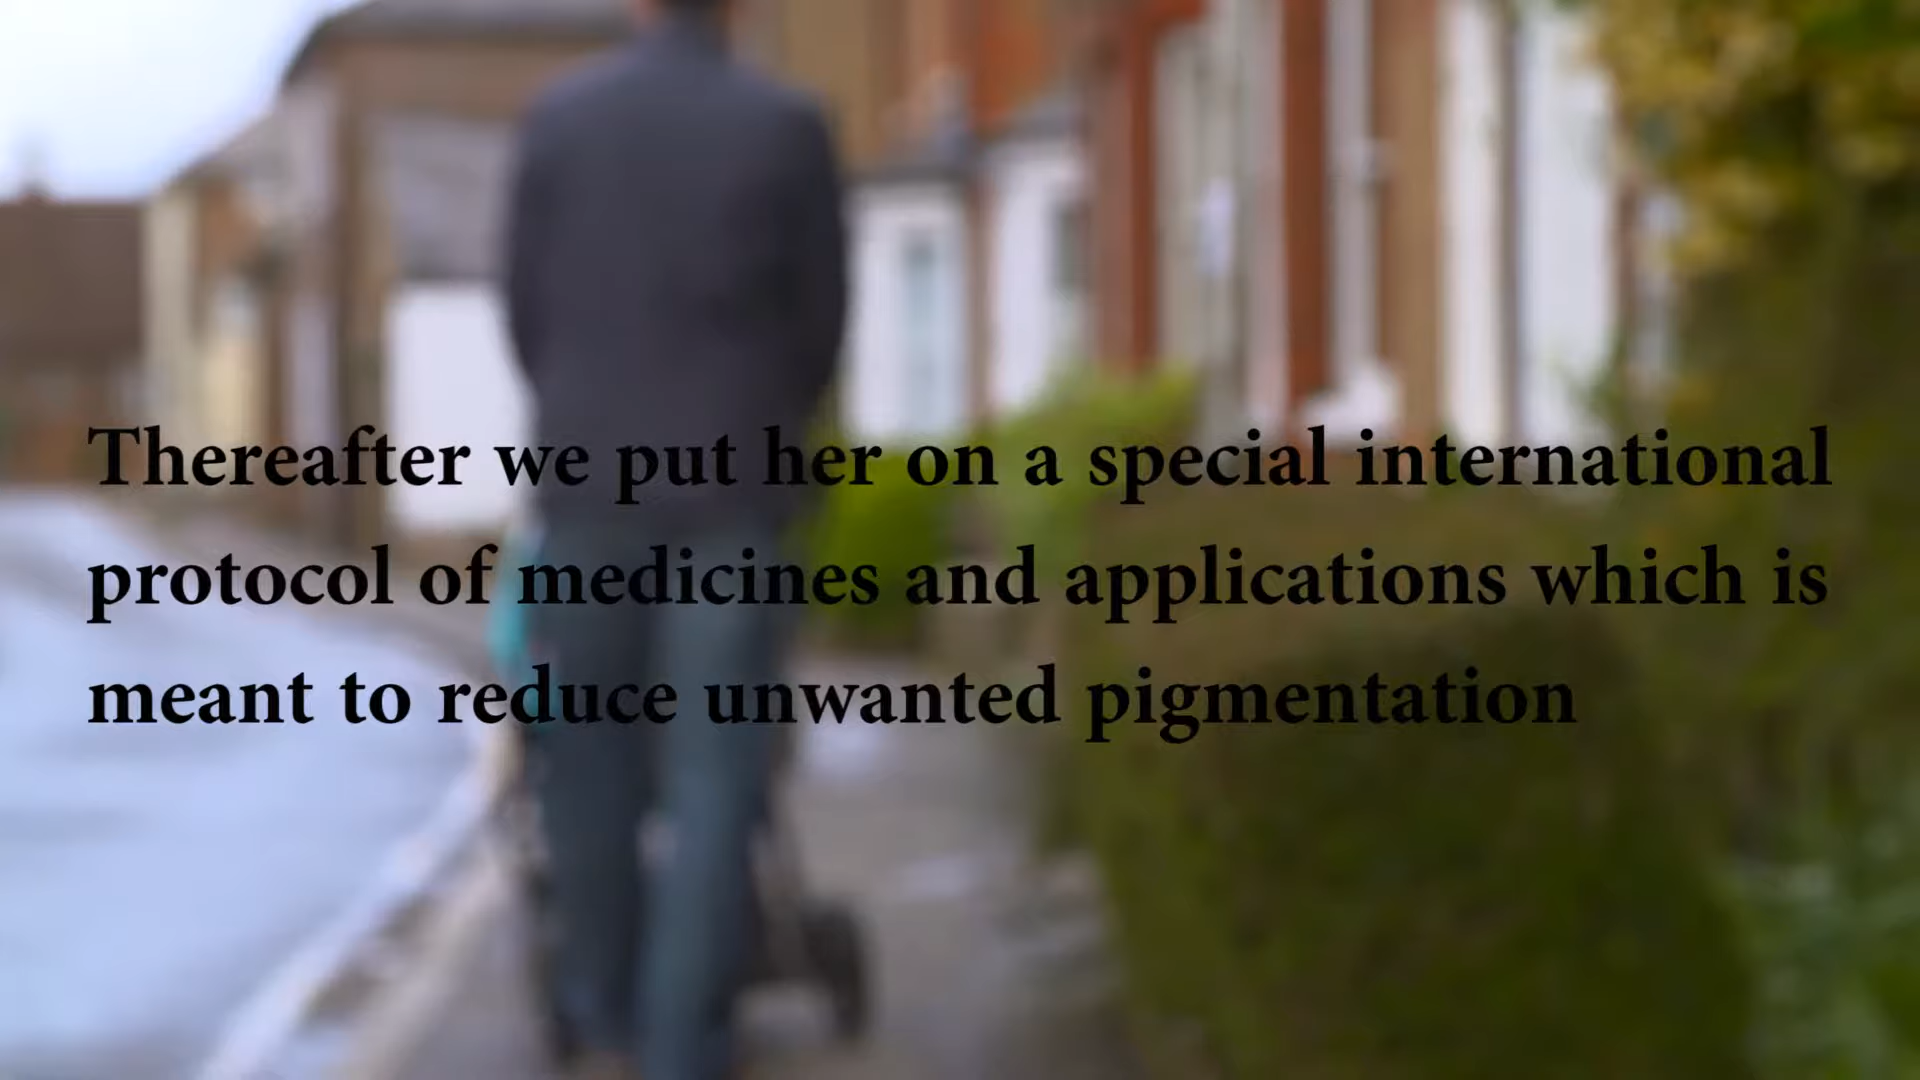 Thereafter we put her on a special international
protocol of medicines and applications which is
meant to reduce unwanted pigmentation